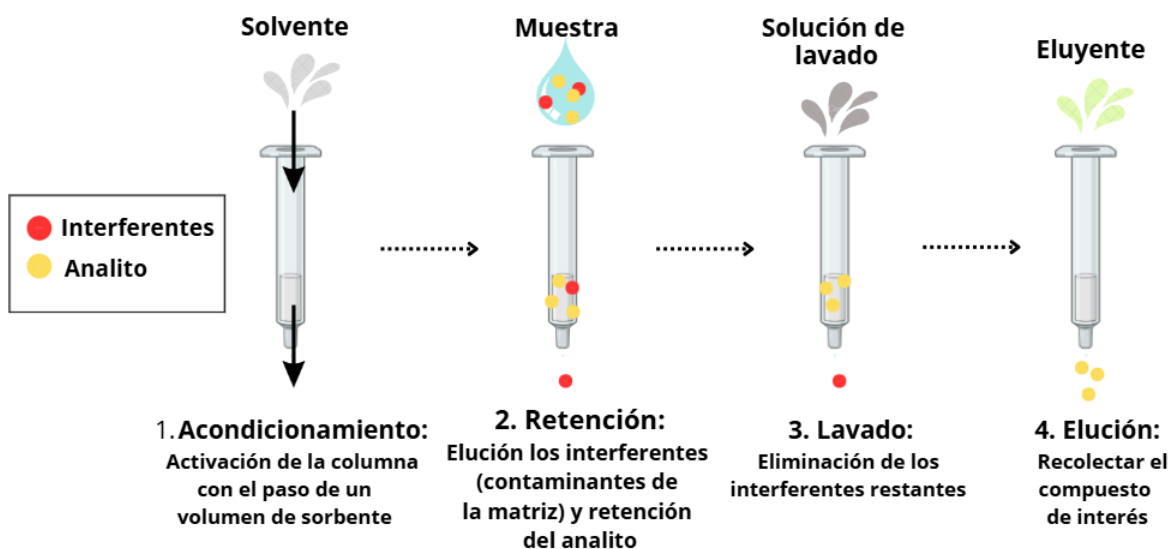 Solvente
Muestra
Solución de
lavado
Eluyente
Interferentes
Analito
1. Acondicionamiento:
Activación de la columna
con el paso de un
volumen de sorbente
2. Retención:
Elución los interferentes
(contaminantes de
la matriz) y retención
del analito
3. Lavado:
Eliminación de los
interferentes restantes
4. Elución:
Recolectar el
compuesto
de interés